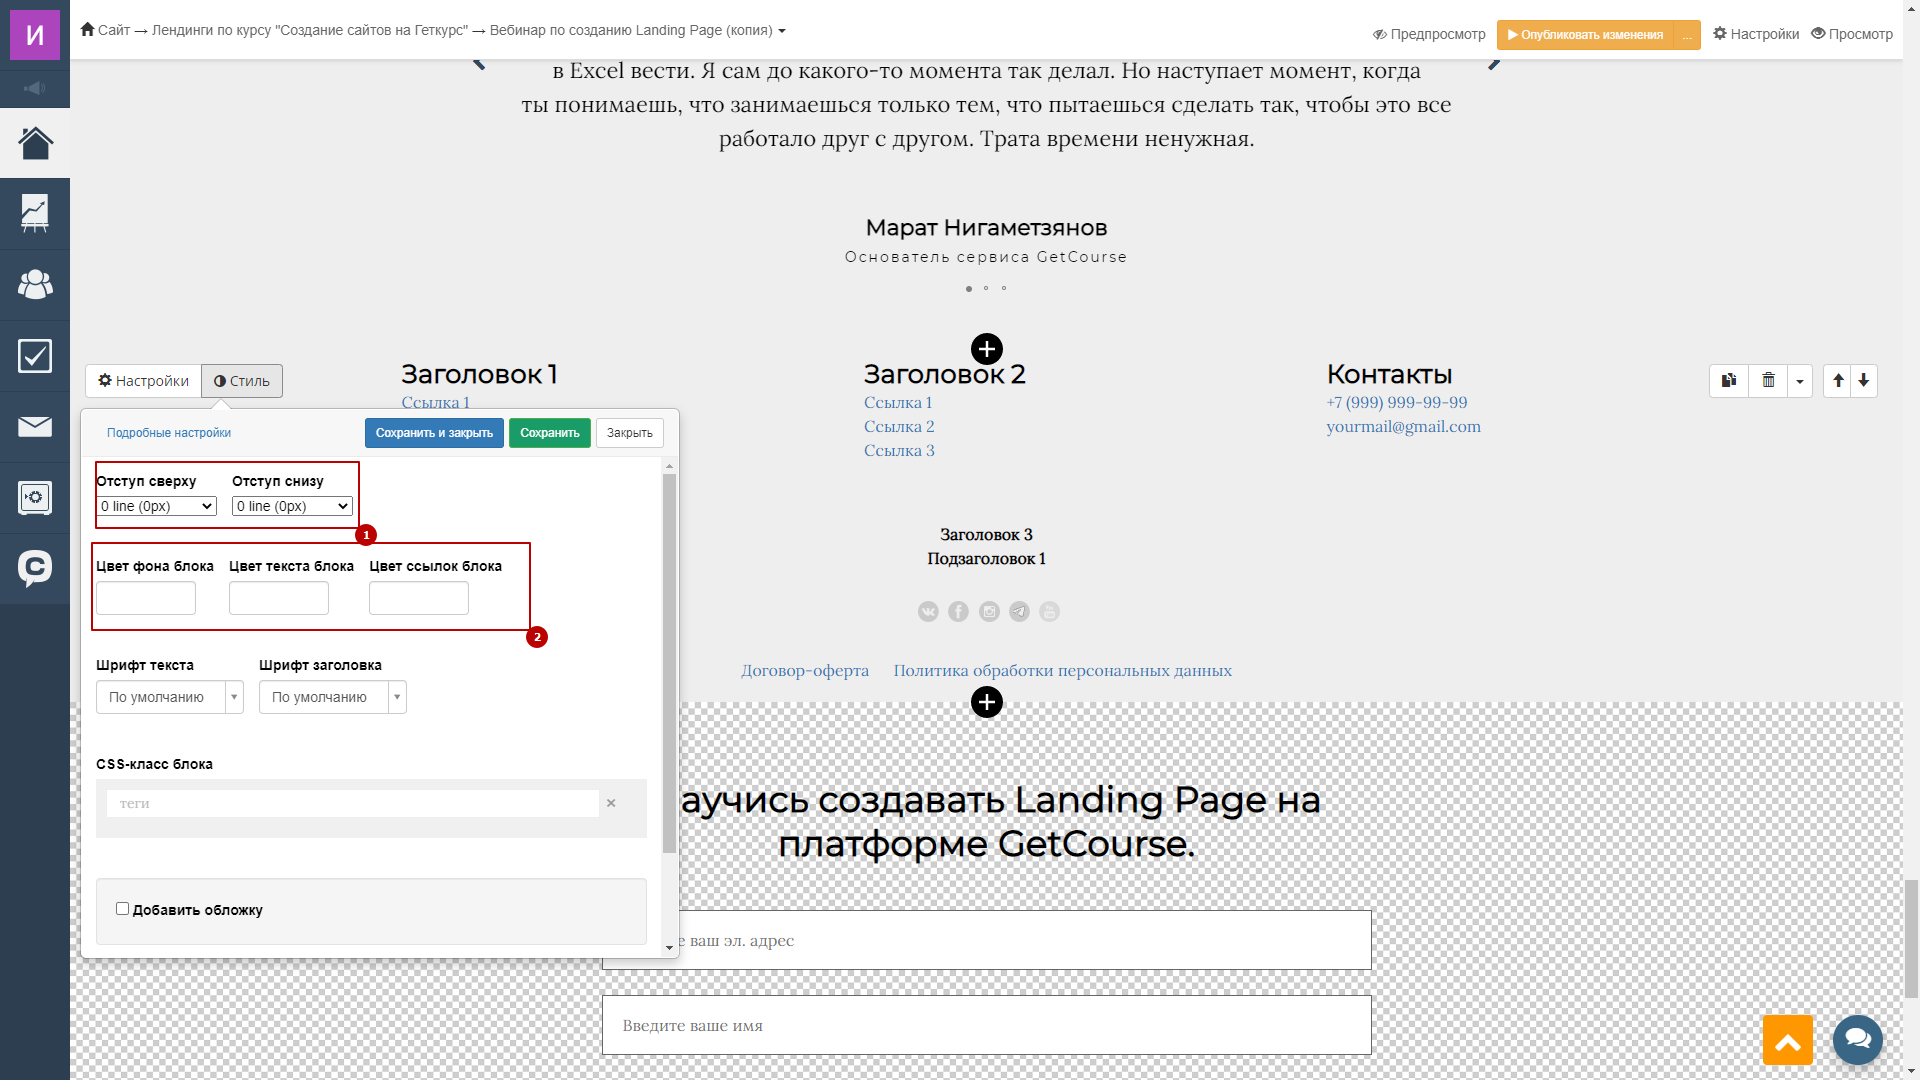 И
Сайт → Лендинги по курсу "Создание сайтов на Геткурс" → Вебинар по созданию Landing Page (копия)
Предпросмотр
Опубликовать изменения
...
Настройки
Просмотр
в Excel вести. Я сам до какого-то момента так делал. Но наступает момент, когда
ты понимаешь, что занимаешься только тем, что пытаешься сделать так, чтобы это все
работало друг с другом. Трата времени ненужная.
Марат Нигаметзянов
Основатель сервиса GetCourse
Настройки
Стиль
Заголовок 1
Ссылка 1
Заголовок 2
Ссылка 1
Ссылка 2
Ссылка 3
Контакты
+7 (999) 999-99-99
yourmail@gmail.com
Подробные настройки
Сохранить и закрыть
Сохранить
Закрыть
Отступ сверху
Отступ снизу
0 line (0px)
0 line (0px)
1
Цвет фона блока
Цвет текста блока
Цвет ссылок блока
2
Шрифт текста
Шрифт заголовка
По умолчанию
По умолчанию
CSS-класс блока
теги
×
Добавить обложку
Заголовок 3
Подзаголовок 1
Договор-оферта
Политика обработки персональных данных
аучись создавать Landing Page на
платформе GetCourse.
е ваш эл. адрес
Введите ваше имя